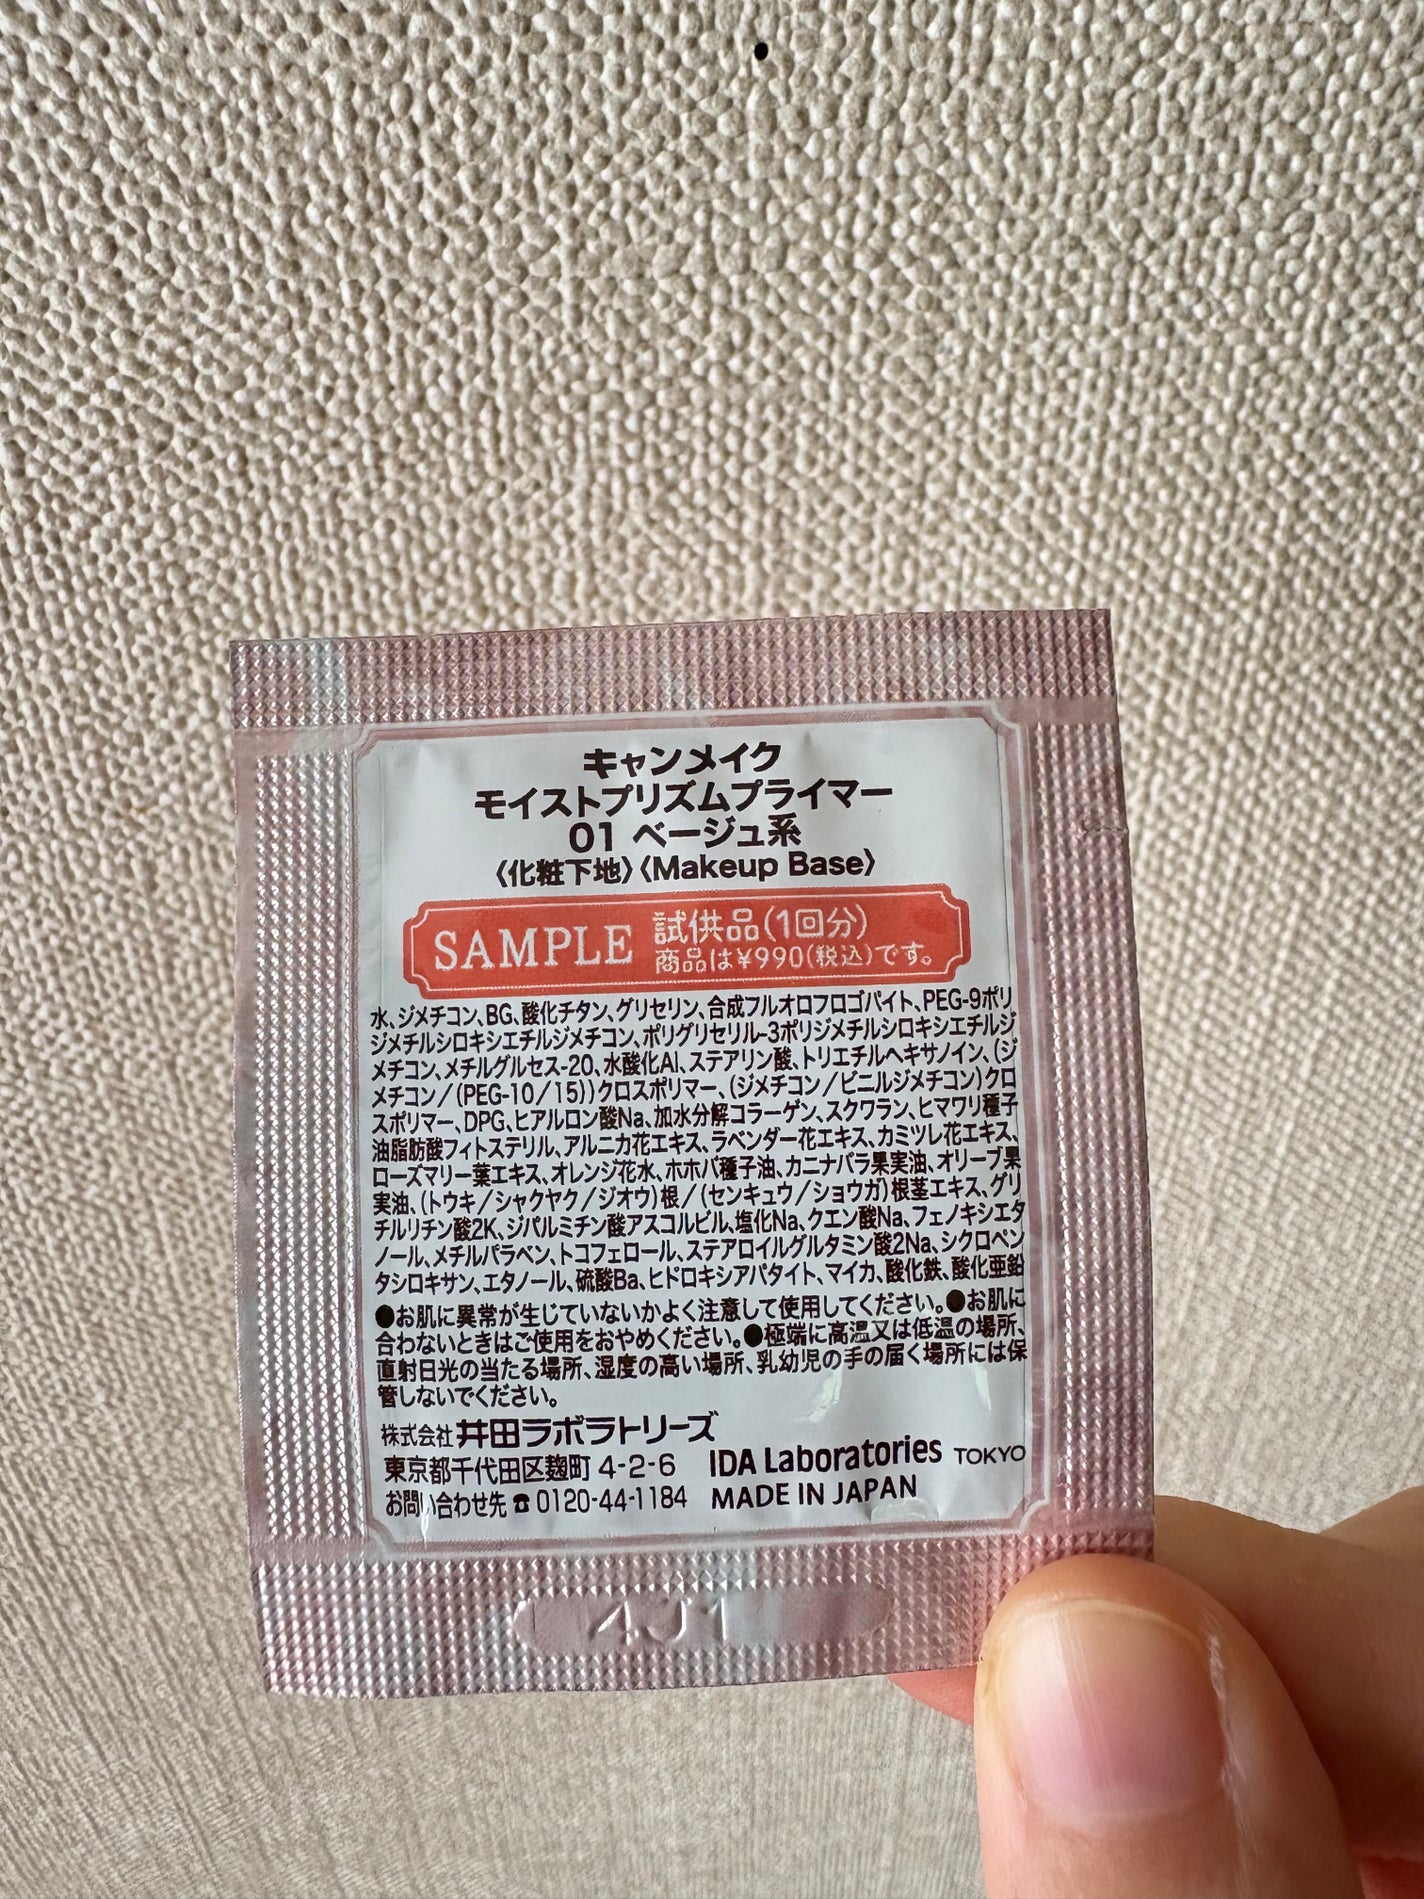 キャンメイク
モイストプリズムプライマー
01 ベージュ系
〈化粧下地〉〈Makeup Base〉
SAMPLE 試供品(1回分)
商品は¥990(税込)です。
水、ジメチコン、BG、酸化チタン、グリセリン、合成フルオロフロゴパイト、PEG-9ポリ
ジメチルシロキシエチルジメチコン、ポリグリセリル-3ポリジメチルシロキシエチルジ
メチコン、メチルグルセス-20、水酸化Al、ステアリン酸、トリエチルヘキサノイン、(ジ
メチコン/(PEG-10/15))クロスポリマー、(ジメチコン/ビニルジメチコン)クロ
スポリマー、DPG、ヒアルロン酸Na、加水分解コラーゲン、スクワラン、ヒマワリ種子
油脂肪酸フィトステリル、アルニカ花エキス、ラベンダー花エキス、カミツレ花エキス、
ローズマリー葉エキス、オレンジ花水、ホホバ種子油、カニナバラ果実油、オリーブ果
実油、(トウキ/シャクヤク/ジオウ)根/(センキュウ/ショウガ)根茎エキス、グリ
チルリチン酸2K、ジパルミチン酸アスコルビル、塩化Na、クエン酸Na、フェノキシエタ
ノール、メチルパラベン、トコフェロール、ステアロイルグルタミン酸2Na、シクロペン
タシロキサン、エタノール、硫酸Ba、ヒドロキシアパタイト、マイカ、酸化鉄、酸化亜鉛
●お肌に異常が生じていないかよく注意して使用してください。●お肌に
合わないときはご使用をおやめください。●極端に高温又は低温の場所、
直射日光の当たる場所、湿度の高い場所、乳幼児の手の届く場所には保
管しないでください。
株式会社 井田ラボラトリーズ
東京都千代田区麹町 4-2-6 IDA Laboratories TOKYO
お問い合わせ先 ☎ 0120-44-1184 MADE IN JAPAN
4J1